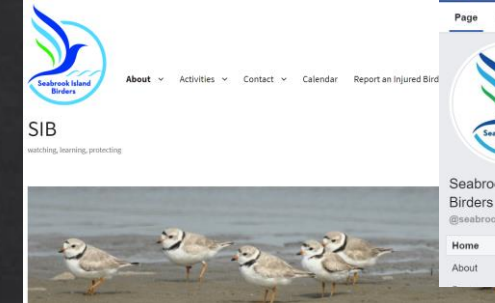 Seabrook Island
Birders
About Activities Contact Calendar Report an Injured Bird
SIB
watching, learning, protecting
Page
Birders
Home
About